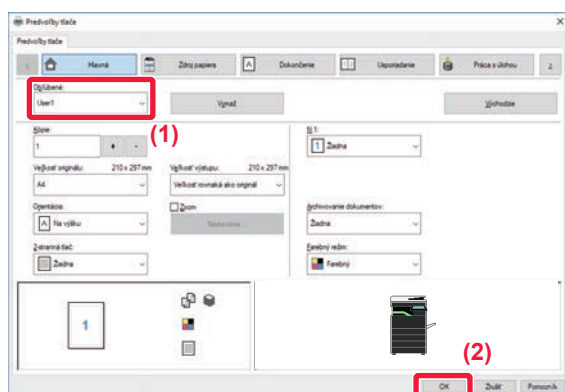 Predvoľby tlače
Predvoľby tlače
Hlavná Zdroj papiera Dokončenie Usporiadanie Práca s úlohou
Obľúbené:
User1 Vymaž Východzie
(1)
Kópie: N:1:
1 + - 1 Žiadna
Veľkosť originálu: 210 x 297 mm Veľkosť výstupu: 210 x 297 mm
A4 Veľkosť rovnaká ako originál
Orientácia: Zoom Archivovanie dokumentov:
A Na výšku Nastavenie ... Žiadna
2-stranná tlač: Farebný režim:
Žiadna Farebný
1
(2)
OK Zrušiť Pomocník